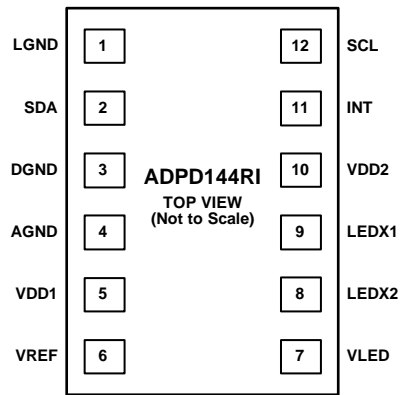 LGND 1 12 SCL
SDA 2 11 INT
DGND 3 10 VDD2
ADPD144RI
TOP VIEW
(Not to Scale)
AGND 4 9 LEDX1
VDD1 5 8 LEDX2
VREF 6 7 VLED